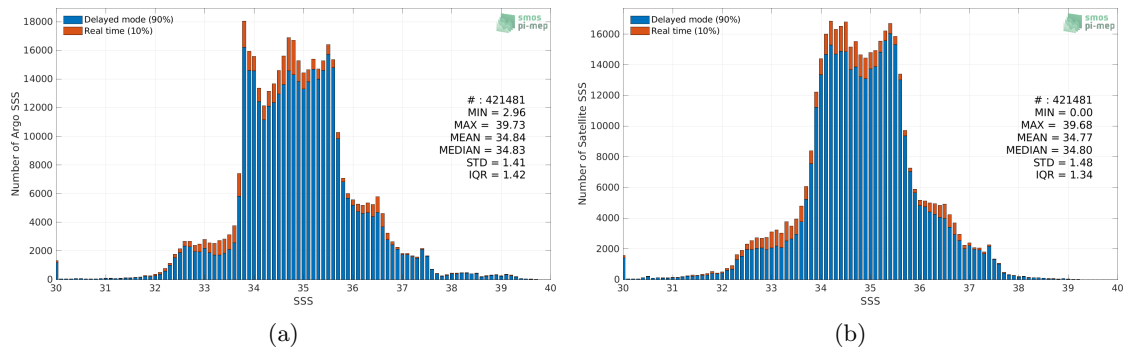 Delayed mode (90%)
Real time (10%)
smos
pi-mep
18000
16000
14000
12000
10000
8000
6000
4000
2000
0
Number of Argo SSS
# : 421481
MIN = 2.96
MAX = 39.73
MEAN = 34.84
MEDIAN = 34.83
STD = 1.41
IQR = 1.42
30 31 32 33 34 35 36 37 38 39 40
SSS
(a)
Delayed mode (90%)
Real time (10%)
smos
pi-mep
16000
14000
12000
10000
8000
6000
4000
2000
0
Number of Satellite SSS
# : 421481
MIN = 0.00
MAX = 39.68
MEAN = 34.77
MEDIAN = 34.80
STD = 1.48
IQR = 1.34
30 31 32 33 34 35 36 37 38 39 40
SSS
(b)